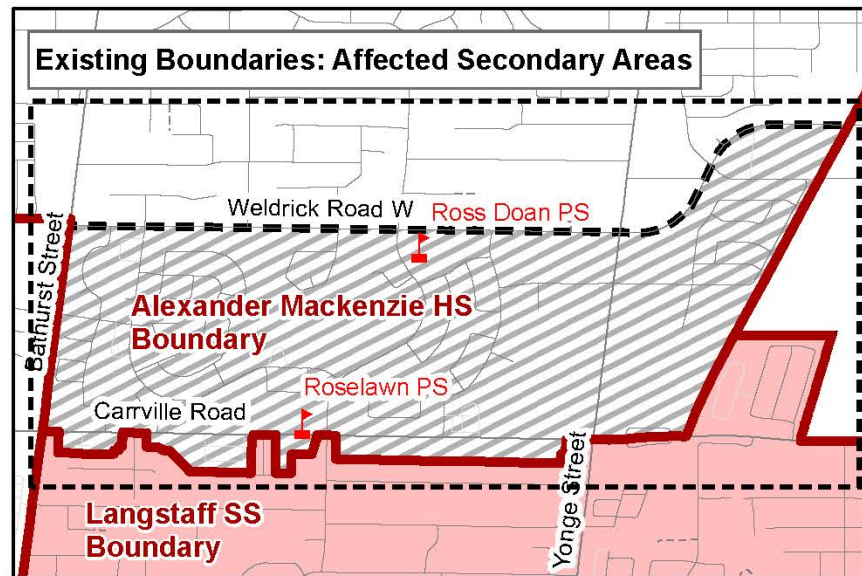 Existing Boundaries: Affected Secondary Areas
Weldrick Road W
Ross Doan PS
Bathurst Street
Alexander Mackenzie HS
Boundary
Roselawn PS
Carrville Road
Langstaff SS
Boundary
Yonge Street